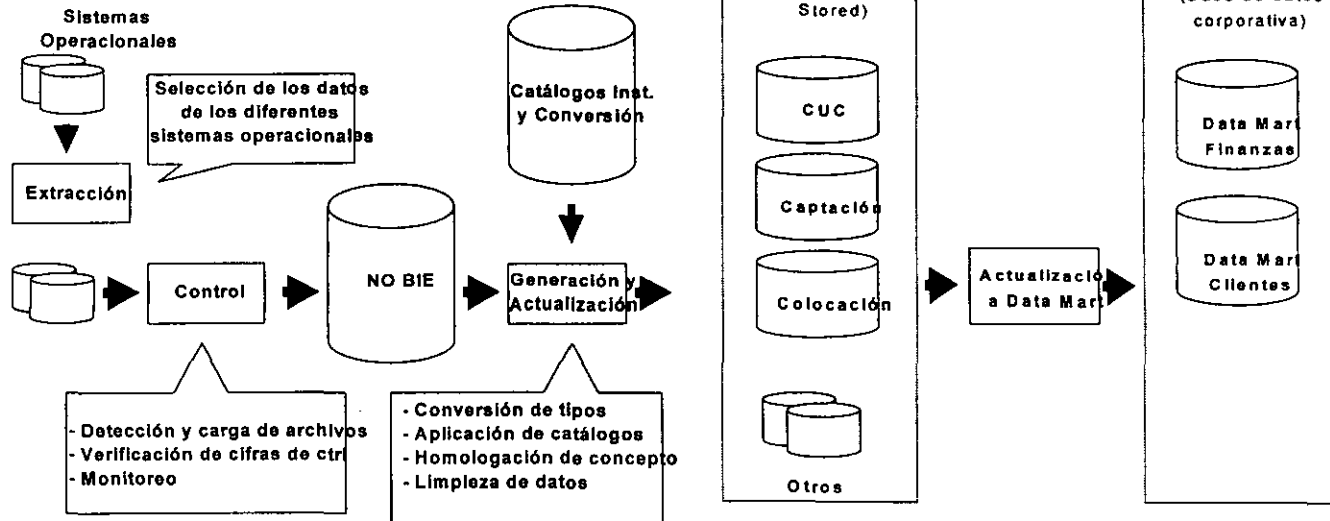 Sistemas
Operacionales
Selección de los datos
de los diferentes
sistemas operacionales
Extracción
Catálogos Inst.
y Conversión
Control
NO BIE
Generación y
Actualización
- Detección y carga de archivos
- Verificación de cifras de ctrl
- Monitoreo
- Conversión de tipos
- Aplicación de catálogos
- Homologación de concepto
- Limpieza de datos
Stored)
CUC
Captación
Colocación
Otros
Actualizació
a Data Mart
corporativa)
Data Mart
Finanzas
Data Mart
Clientes